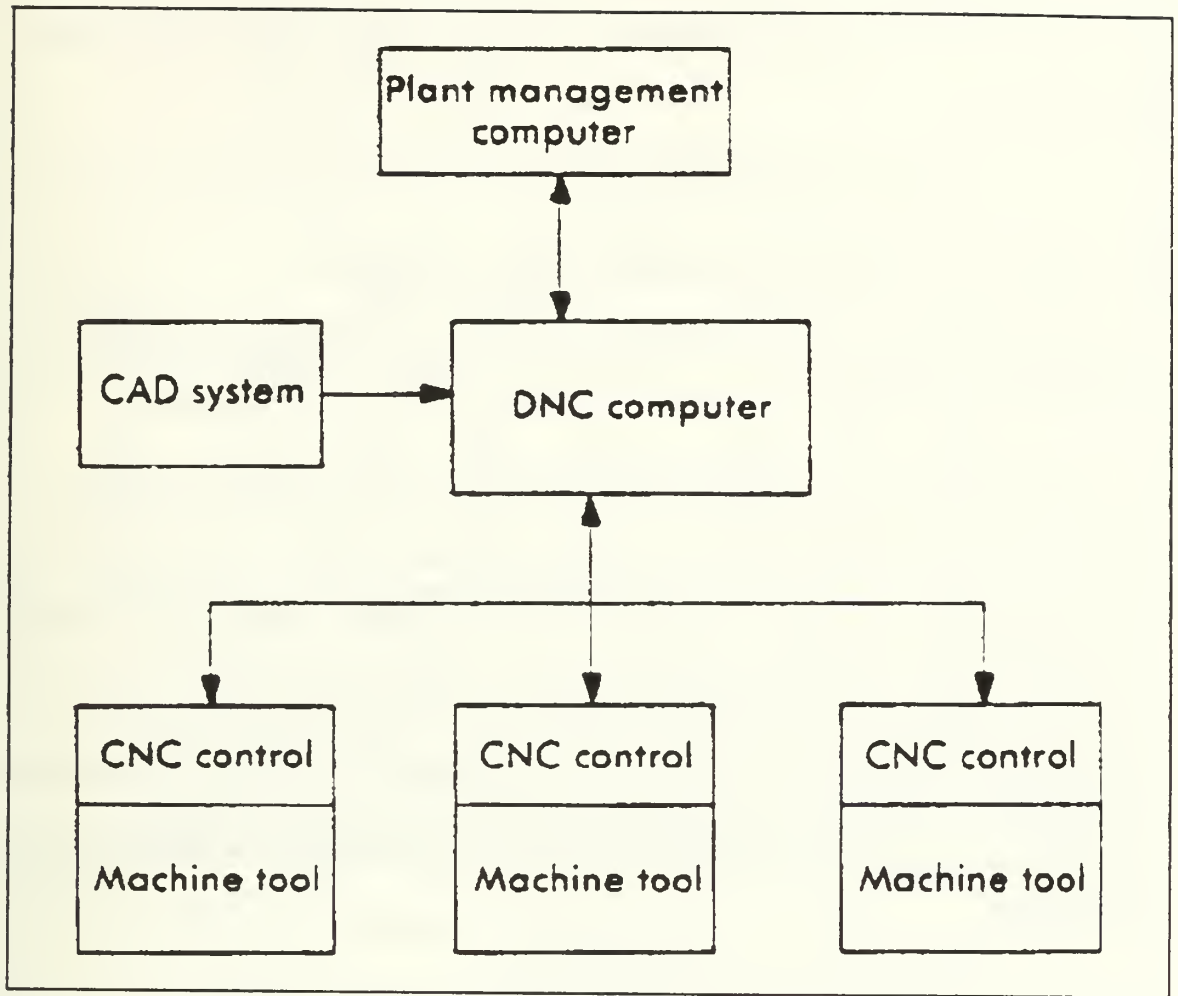 Plant management
computer
CAD system
DNC computer
CNC control
CNC control
CNC control
Machine tool
Machine tool
Machine tool